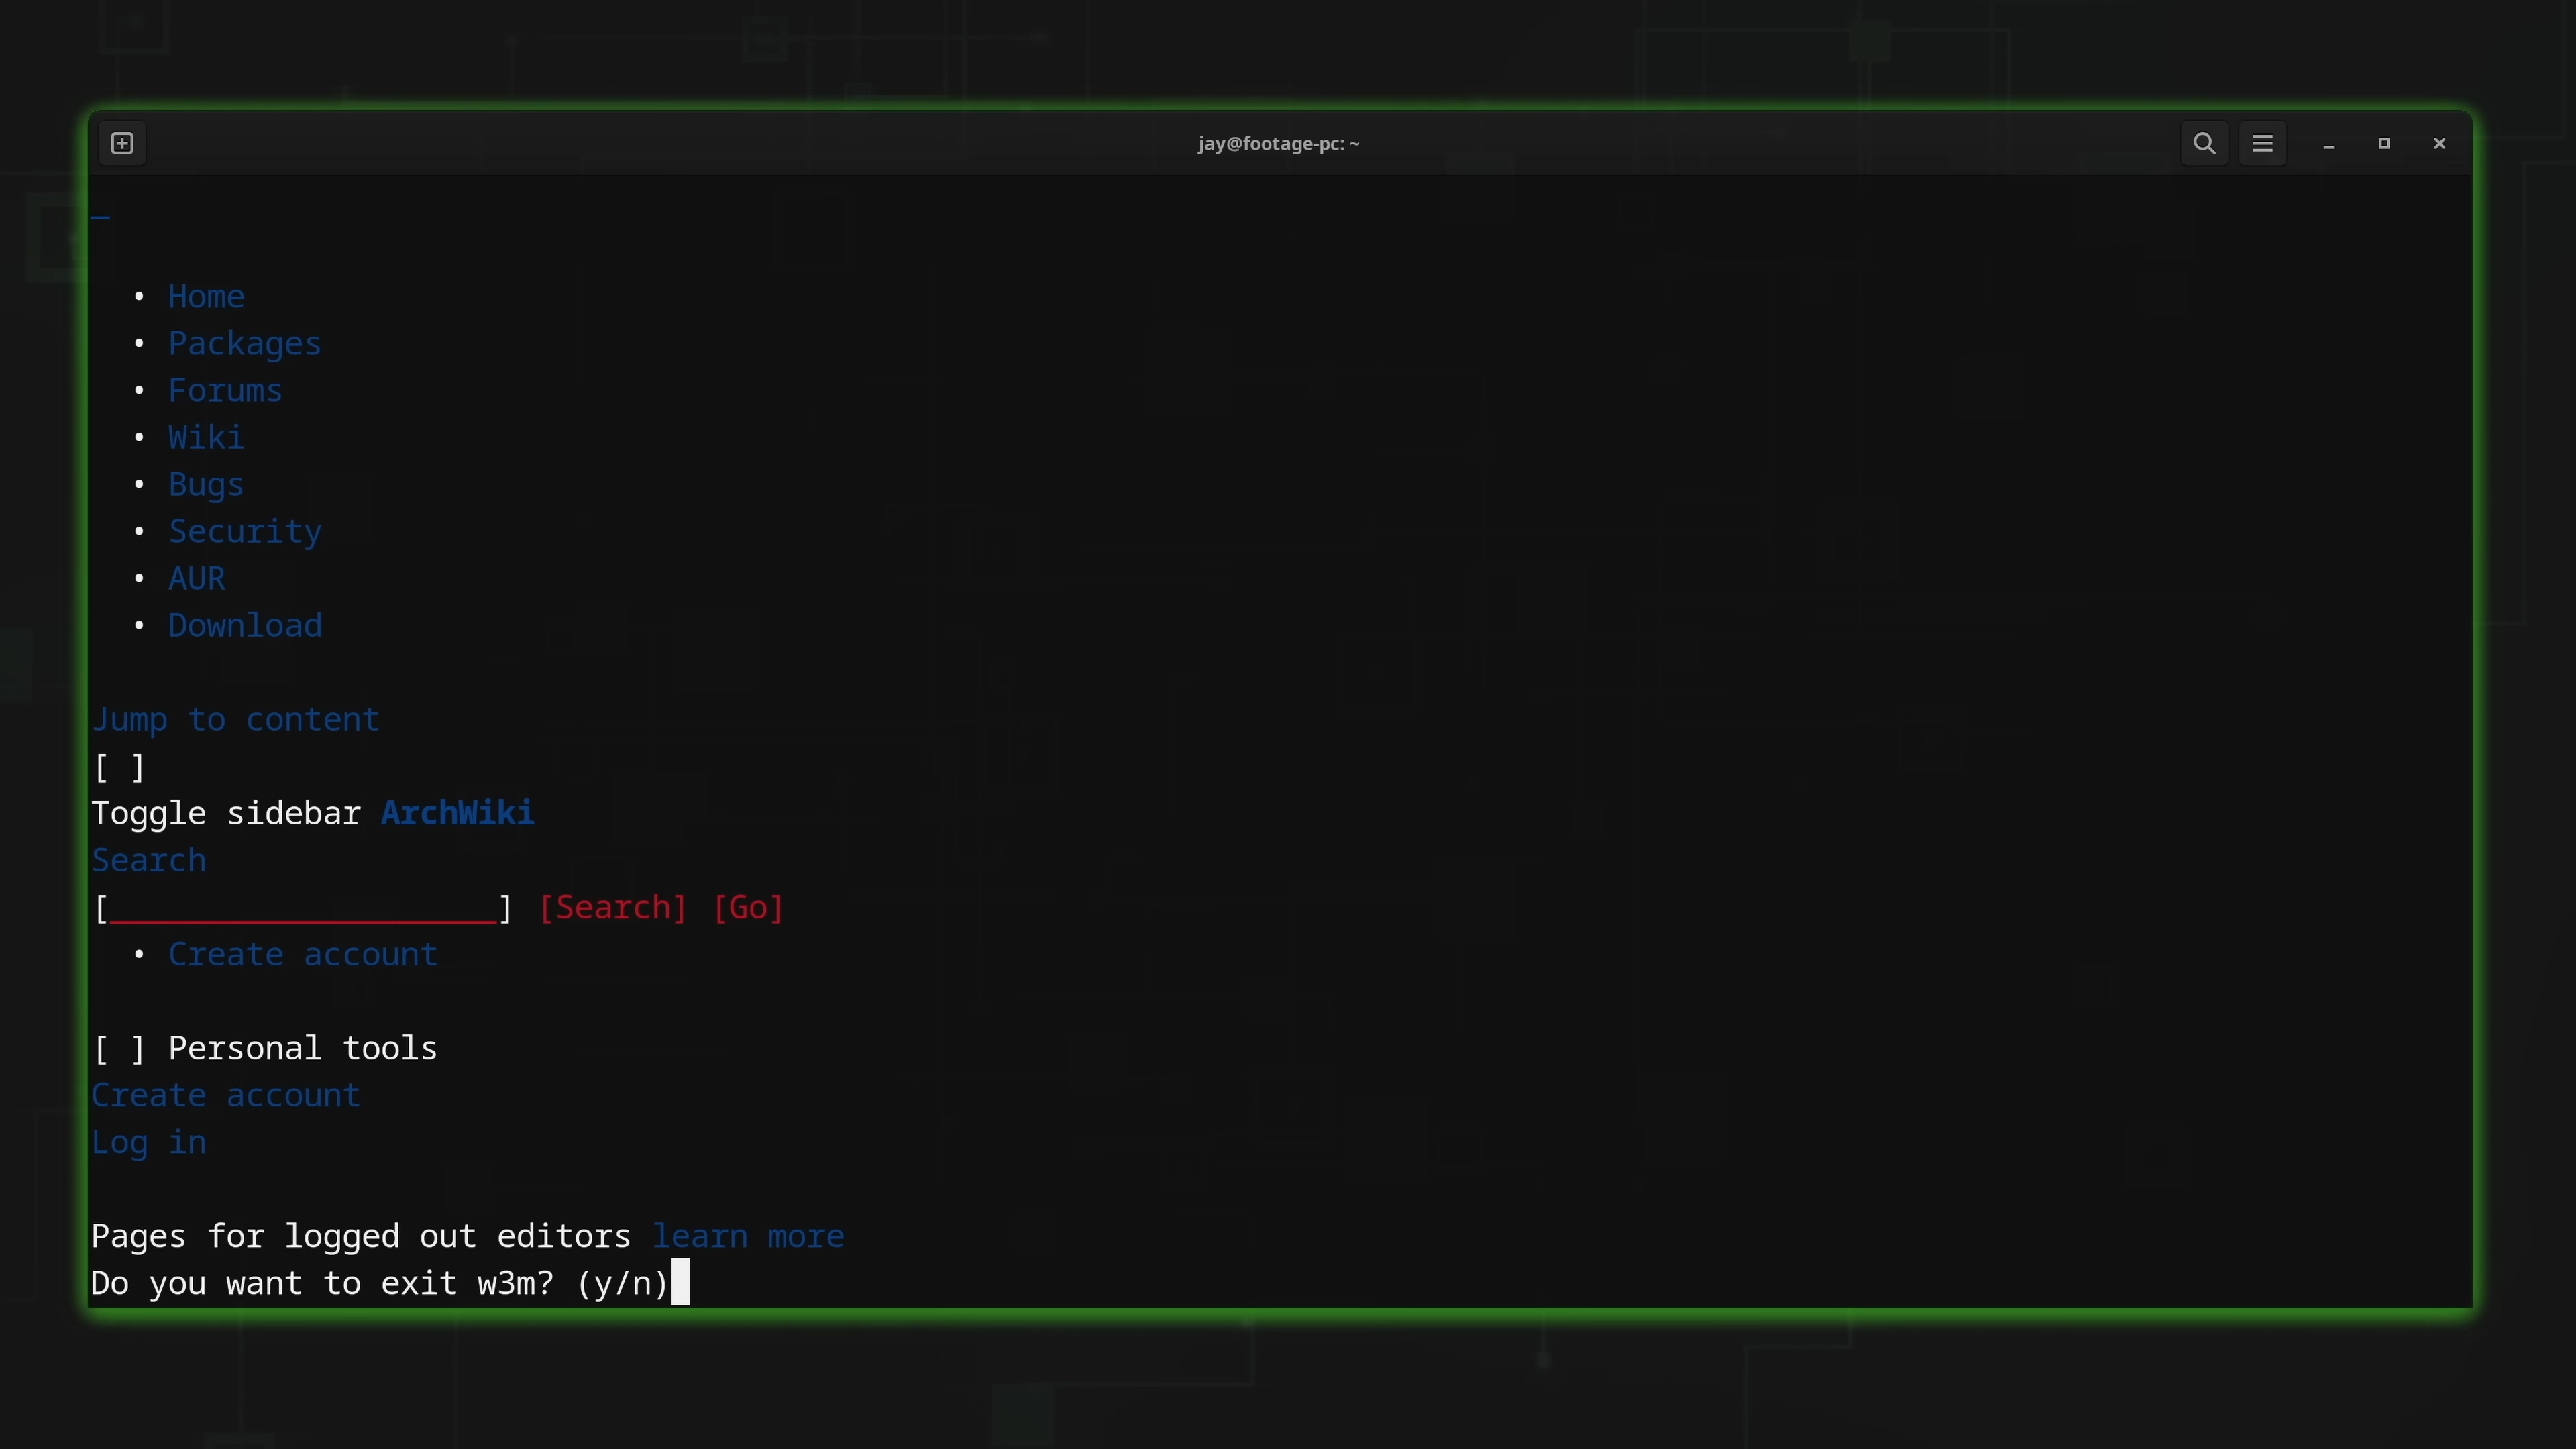 jay@footage-pc: ~
• Home
• Packages
• Forums
• Wiki
• Bugs
• Security
• AUR
• Download
Jump to content
[ ]
Toggle sidebar ArchWiki
Search
[____________________] [Search] [Go]
• Create account
[ ] Personal tools
Create account
Log in
Pages for logged out editors learn more
Do you want to exit w3m? (y/n)